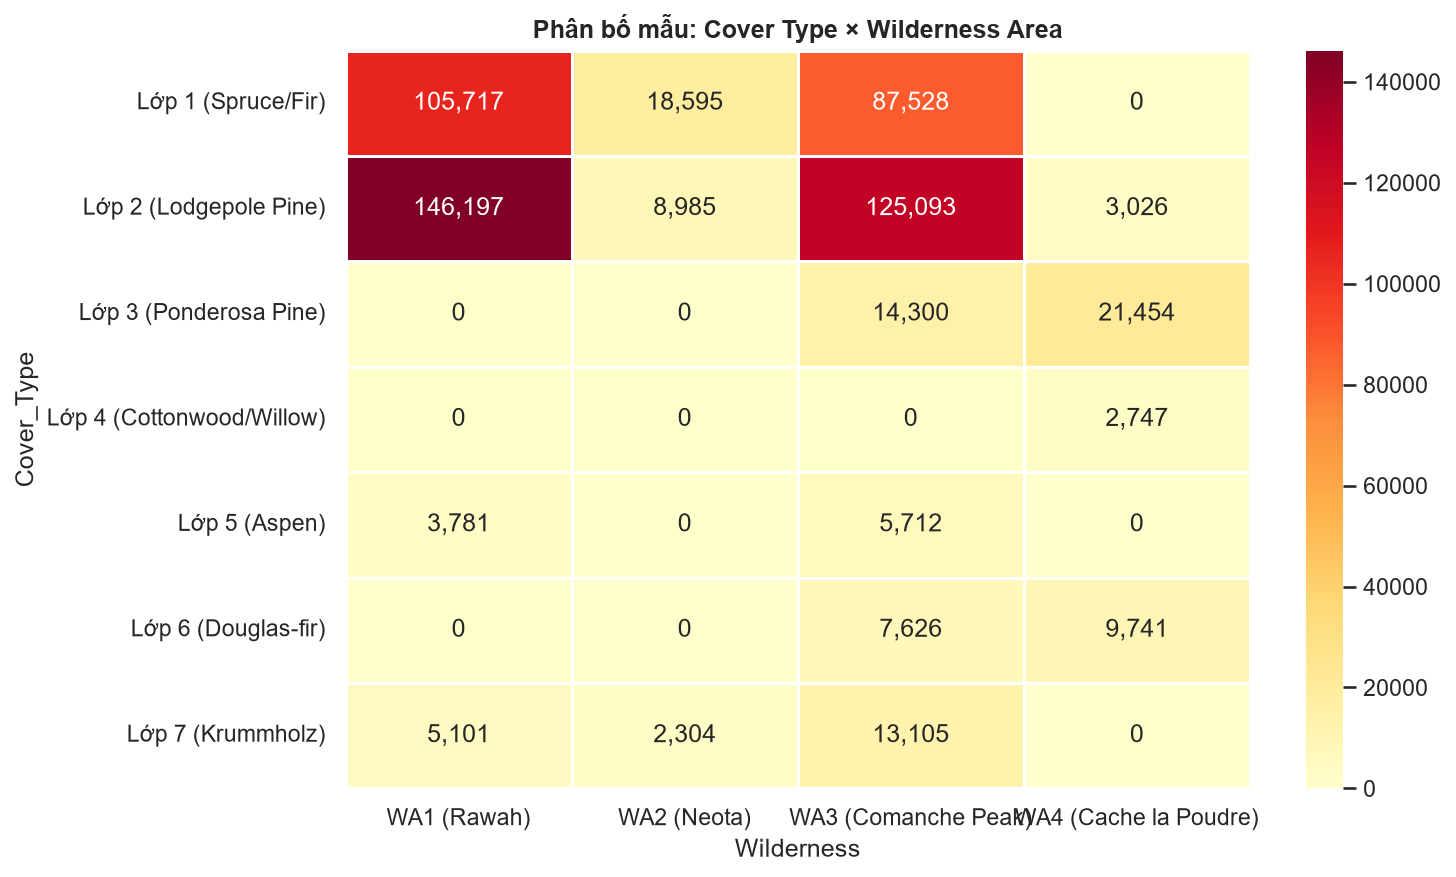 Phân bố mẫu: Cover Type × Wilderness Area
Lớp 1 (Spruce/Fir) 105,717 18,595 87,528 0
Lớp 2 (Lodgepole Pine) 146,197 8,985 125,093 3,026
Lớp 3 (Ponderosa Pine) 0 0 14,300 21,454
Lớp 4 (Cottonwood/Willow) 0 0 0 2,747
Lớp 5 (Aspen) 3,781 0 5,712 0
Lớp 6 (Douglas-fir) 0 0 7,626 9,741
Lớp 7 (Krummholz) 5,101 2,304 13,105 0
Cover_Type
WA1 (Rawah) WA2 (Neota) WA3 (Comanche Peak) WA4 (Cache la Poudre)
Wilderness
140000
120000
100000
80000
60000
40000
20000
0